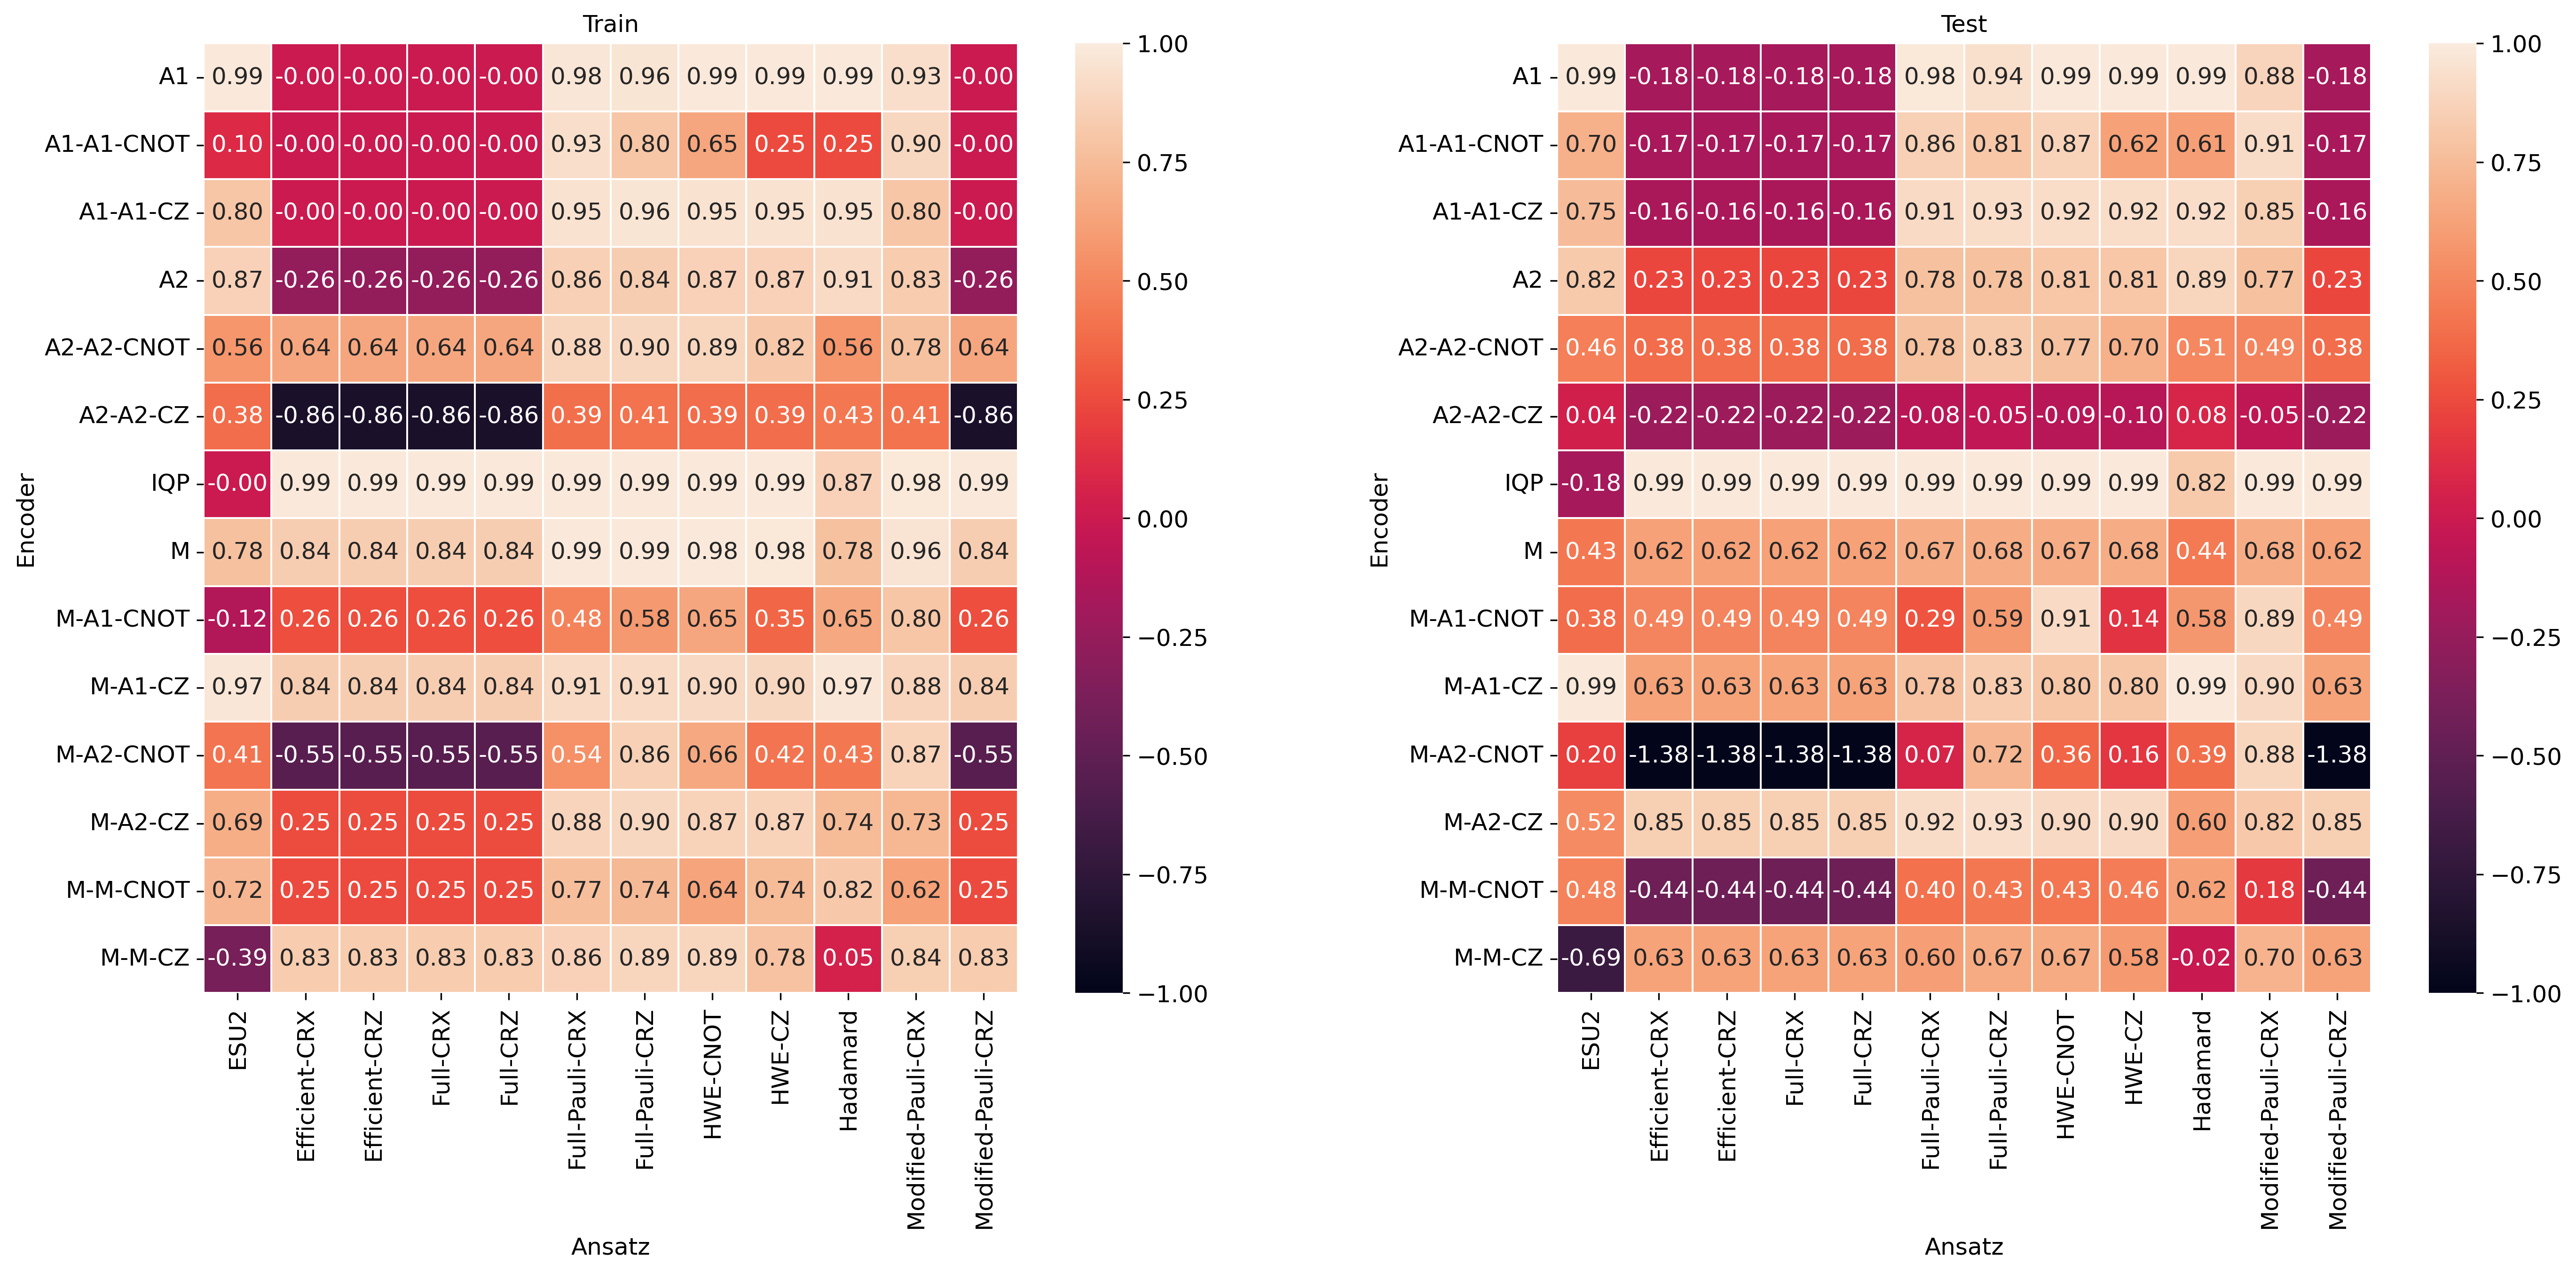 Train
A1 0.99 -0.00 -0.00 -0.00 -0.00 0.98 0.96 0.99 0.99 0.99 0.93 -0.00
A1-A1-CNOT 0.10 -0.00 -0.00 -0.00 -0.00 0.93 0.80 0.65 0.25 0.25 0.90 -0.00
A1-A1-CZ 0.80 -0.00 -0.00 -0.00 -0.00 0.95 0.96 0.95 0.95 0.95 0.80 -0.00
A2 0.87 -0.26 -0.26 -0.26 -0.26 0.86 0.84 0.87 0.87 0.91 0.83 -0.26
A2-A2-CNOT 0.56 0.64 0.64 0.64 0.64 0.88 0.90 0.89 0.82 0.56 0.78 0.64
A2-A2-CZ 0.38 -0.86 -0.86 -0.86 -0.86 0.39 0.41 0.39 0.39 0.43 0.41 -0.86
IQP -0.00 0.99 0.99 0.99 0.99 0.99 0.99 0.99 0.99 0.87 0.98 0.99
M 0.78 0.84 0.84 0.84 0.84 0.99 0.99 0.98 0.98 0.78 0.96 0.84
M-A1-CNOT -0.12 0.26 0.26 0.26 0.26 0.48 0.58 0.65 0.35 0.65 0.80 0.26
M-A1-CZ 0.97 0.84 0.84 0.84 0.84 0.91 0.91 0.90 0.90 0.97 0.88 0.84
M-A2-CNOT 0.41 -0.55 -0.55 -0.55 -0.55 0.54 0.86 0.66 0.42 0.43 0.87 -0.55
M-A2-CZ 0.69 0.25 0.25 0.25 0.25 0.88 0.90 0.87 0.87 0.74 0.73 0.25
M-M-CNOT 0.72 0.25 0.25 0.25 0.25 0.77 0.74 0.64 0.74 0.82 0.62 0.25
M-M-CZ -0.39 0.83 0.83 0.83 0.83 0.86 0.89 0.89 0.78 0.05 0.84 0.83
Encoder
ESU2
Efficient-CRX
Efficient-CRZ
Full-CRX
Full-CRZ
Full-Pauli-CRX
Full-Pauli-CRZ
HWE-CNOT
HWE-CZ
Hadamard
Modified-Pauli-CRX
Modified-Pauli-CRZ
Ansatz
1.00
0.75
0.50
0.25
0.00
−0.25
−0.50
−0.75
−1.00
Test
A1 0.99 -0.18 -0.18 -0.18 -0.18 0.98 0.94 0.99 0.99 0.99 0.88 -0.18
A1-A1-CNOT 0.70 -0.17 -0.17 -0.17 -0.17 0.86 0.81 0.87 0.62 0.61 0.91 -0.17
A1-A1-CZ 0.75 -0.16 -0.16 -0.16 -0.16 0.91 0.93 0.92 0.92 0.92 0.85 -0.16
A2 0.82 0.23 0.23 0.23 0.23 0.78 0.78 0.81 0.81 0.89 0.77 0.23
A2-A2-CNOT 0.46 0.38 0.38 0.38 0.38 0.78 0.83 0.77 0.70 0.51 0.49 0.38
A2-A2-CZ 0.04 -0.22 -0.22 -0.22 -0.22 -0.08 -0.05 -0.09 -0.10 0.08 -0.05 -0.22
IQP -0.18 0.99 0.99 0.99 0.99 0.99 0.99 0.99 0.99 0.82 0.99 0.99
M 0.43 0.62 0.62 0.62 0.62 0.67 0.68 0.67 0.68 0.44 0.68 0.62
M-A1-CNOT 0.38 0.49 0.49 0.49 0.49 0.29 0.59 0.91 0.14 0.58 0.89 0.49
M-A1-CZ 0.99 0.63 0.63 0.63 0.63 0.78 0.83 0.80 0.80 0.99 0.90 0.63
M-A2-CNOT 0.20 -1.38 -1.38 -1.38 -1.38 0.07 0.72 0.36 0.16 0.39 0.88 -1.38
M-A2-CZ 0.52 0.85 0.85 0.85 0.85 0.92 0.93 0.90 0.90 0.60 0.82 0.85
M-M-CNOT 0.48 -0.44 -0.44 -0.44 -0.44 0.40 0.43 0.43 0.46 0.62 0.18 -0.44
M-M-CZ -0.69 0.63 0.63 0.63 0.63 0.60 0.67 0.67 0.58 -0.02 0.70 0.63
Encoder
ESU2
Efficient-CRX
Efficient-CRZ
Full-CRX
Full-CRZ
Full-Pauli-CRX
Full-Pauli-CRZ
HWE-CNOT
HWE-CZ
Hadamard
Modified-Pauli-CRX
Modified-Pauli-CRZ
Ansatz
1.00
0.75
0.50
0.25
0.00
−0.25
−0.50
−0.75
−1.00